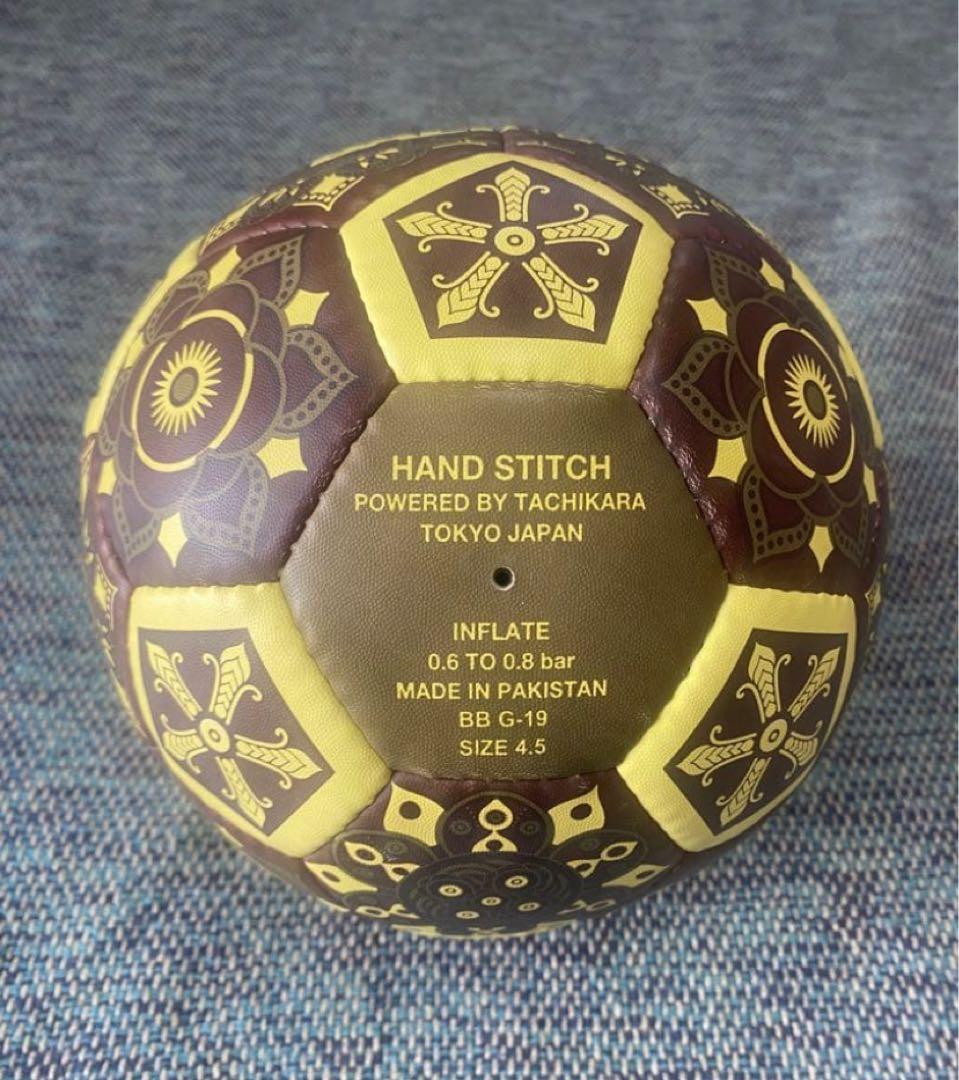 HAND STITCH
POWERED BY TACHIKARA
TOKYO JAPAN
INFLATE
0.6 TO 0.8 bar
MADE IN PAKISTAN
BB G-19
SIZE 4.5